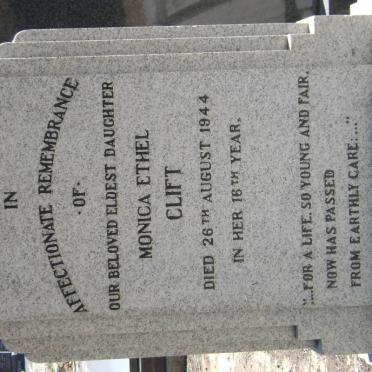 IN
AFFECTIONATE REMEMBRANCE
· OF ·
OUR BELOVED ELDEST DAUGHTER
MONICA ETHEL
CLIFT
DIED 26TH AUGUST 1944
IN HER 16TH YEAR.
"....FOR A LIFE, SO YOUNG AND FAIR,
NOW HAS PASSED
FROM EARTHLY CARE:..."